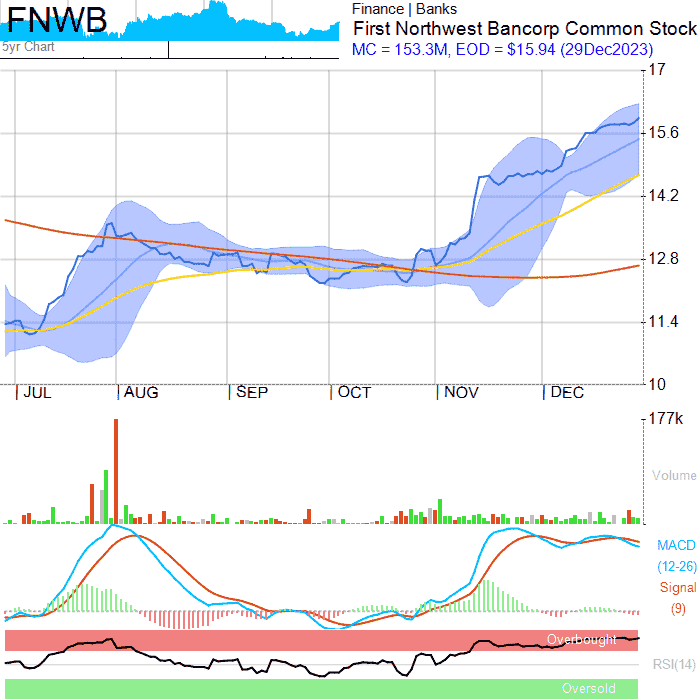 FNWB
5yr Chart
Finance | Banks
First Northwest Bancorp Common Stock
MC = 153.3M, EOD = $15.94 (29Dec2023)
17
15.6
14.2
12.8
11.4
10
JUL AUG SEP OCT NOV DEC
177k
Volume
MACD
(12-26)
Signal
(9)
Overbought
RSI(14)
Oversold